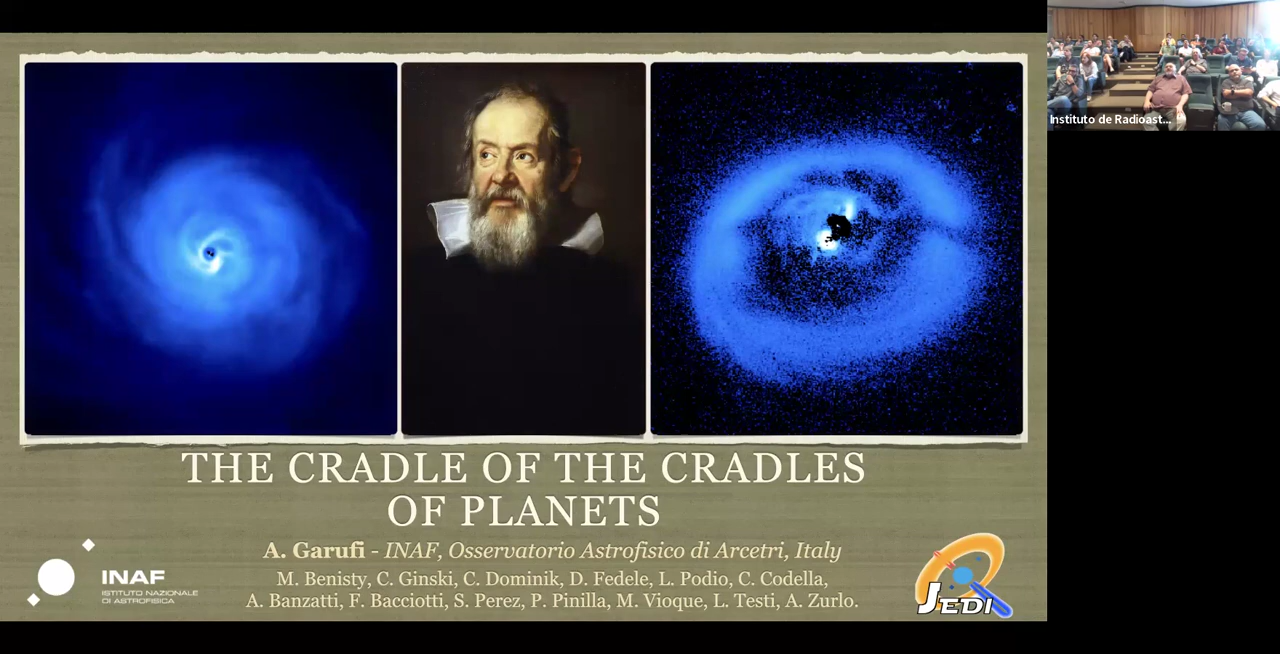 Instituto de Radioast...
THE CRADLE OF THE CRADLES
OF PLANETS
A. Garufi - INAF, Osservatorio Astrofisico di Arcetri, Italy
M. Benisty, C. Ginski, C. Dominik, D. Fedele, L. Podio, C. Codella,
A. Banzatti, F. Bacciotti, S. Perez, P. Pinilla, M. Vioque, L. Testi, A. Zurlo.
INAF
ISTITUTO NAZIONALE
DI ASTROFISICA
JEDI